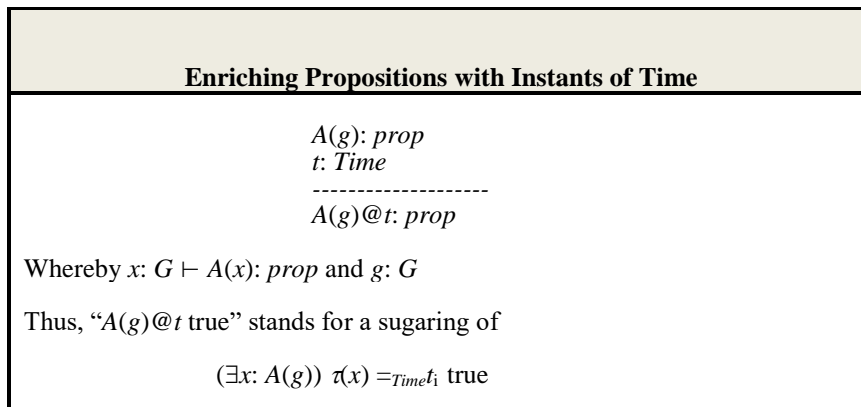 Enriching Propositions with Instants of Time
A(g): prop
t: Time
--------------------
A(g)@t: prop
Whereby x: G ⊢ A(x): prop and g: G
Thus, “A(g)@t true” stands for a sugaring of
(∃x: A(g)) τ(x) =Timeti true